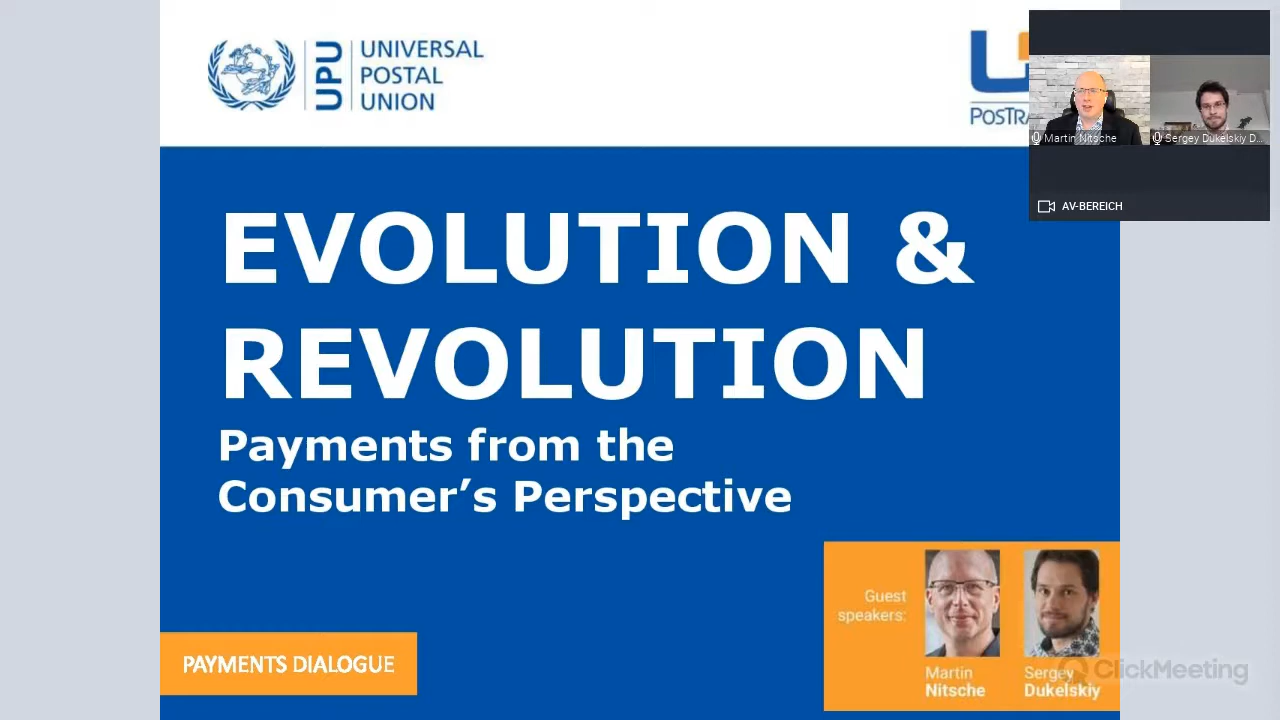 UPU
UNIVERSAL
POSTAL
UNION
Martin Nitsche
Sergey Dukelskiy D...
AV-BEREICH
EVOLUTION &
REVOLUTION
Payments from the
Consumer’s Perspective
Guest
speakers:
Martin
Nitsche
Sergey
Dukelskiy
PAYMENTS DIALOGUE
ClickMeeting